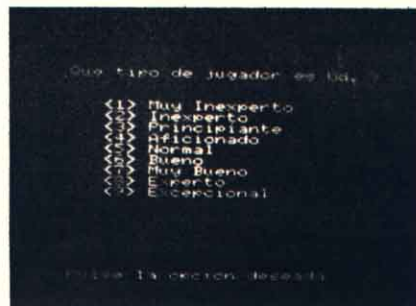 Que tipo de jugador es Ud. ?
<1> Muy Inexperto
<2> Inexperto
<3> Principiante
<4> Aficionado
<5> Normal
<6> Bueno
<7> Muy Bueno
<8> Experto
<9> Excepcional
Pulse la opcion deseada